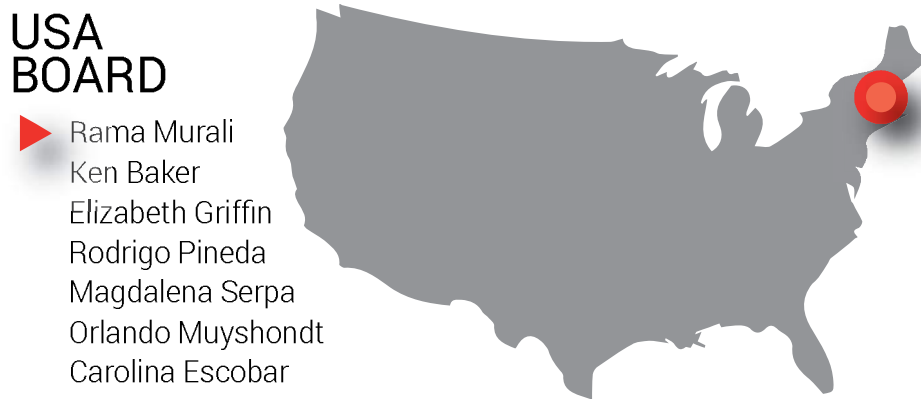 USA
BOARD
Rama Murali
Ken Baker
Elizabeth Griffin
Rodrigo Pineda
Magdalena Serpa
Orlando Muyshondt
Carolina Escobar